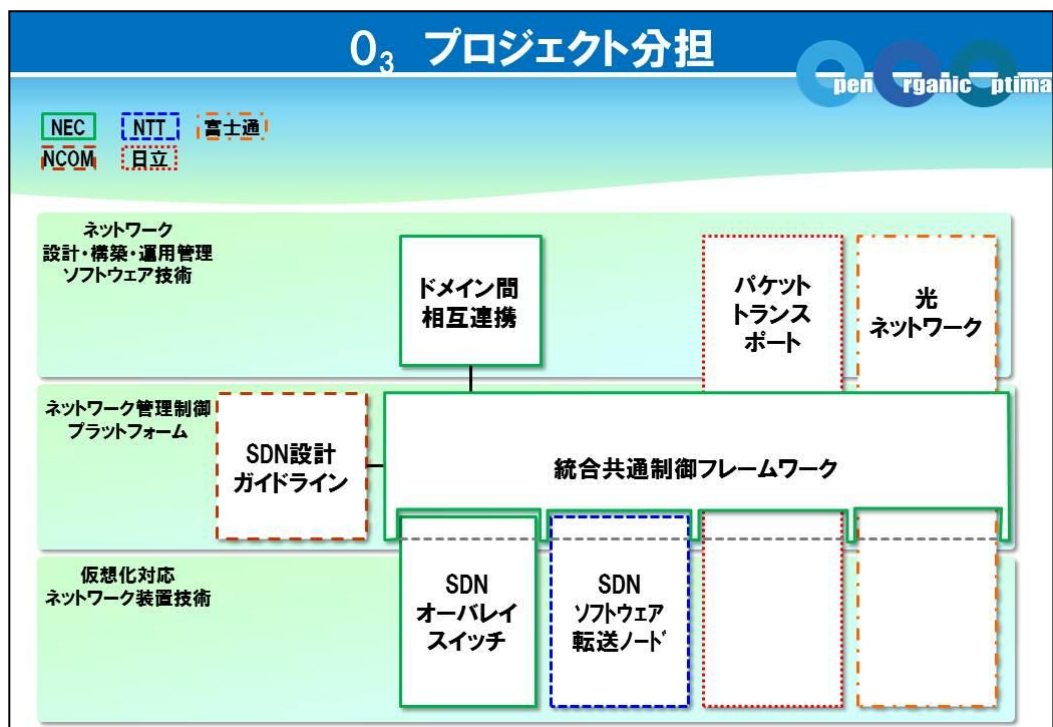 O₃ プロジェクト分担
Open Organic Optima
NEC NTT 富士通
NCOM 日立
ネットワーク
設計・構築・運用管理
ソフトウェア技術
ドメイン間
相互連携
パケット
トランス
ポート
光
ネットワーク
ネットワーク管理制御
プラットフォーム
SDN設計
ガイドライン
統合共通制御フレームワーク
仮想化対応
ネットワーク装置技術
SDN
オーバレイ
スイッチ
SDN
ソフトウェア
転送ノード